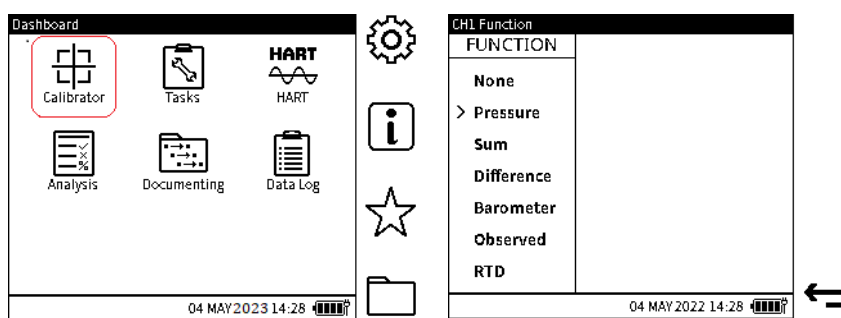 Dashboard
HART
Calibrator Tasks HART
Analysis Documenting Data Log
04 MAY 2023 14:28
i
CH1 Function
FUNCTION
None
> Pressure
Sum
Difference
Barometer
Observed
RTD
04 MAY 2022 14:28